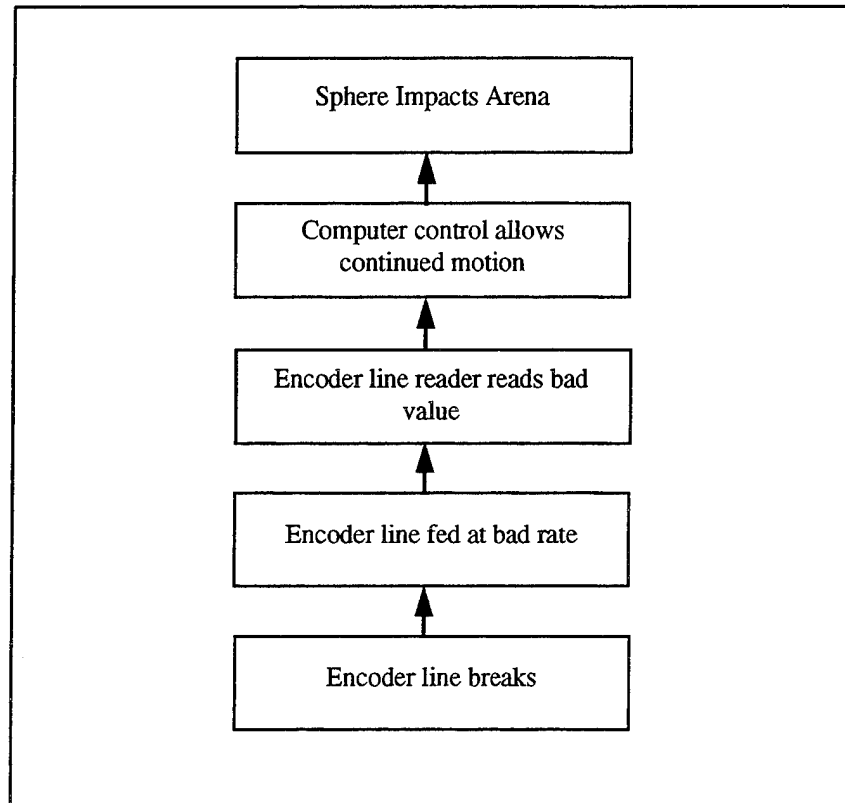 Sphere Impacts Arena
Computer control allows
continued motion
Encoder line reader reads bad
value
Encoder line fed at bad rate
Encoder line breaks